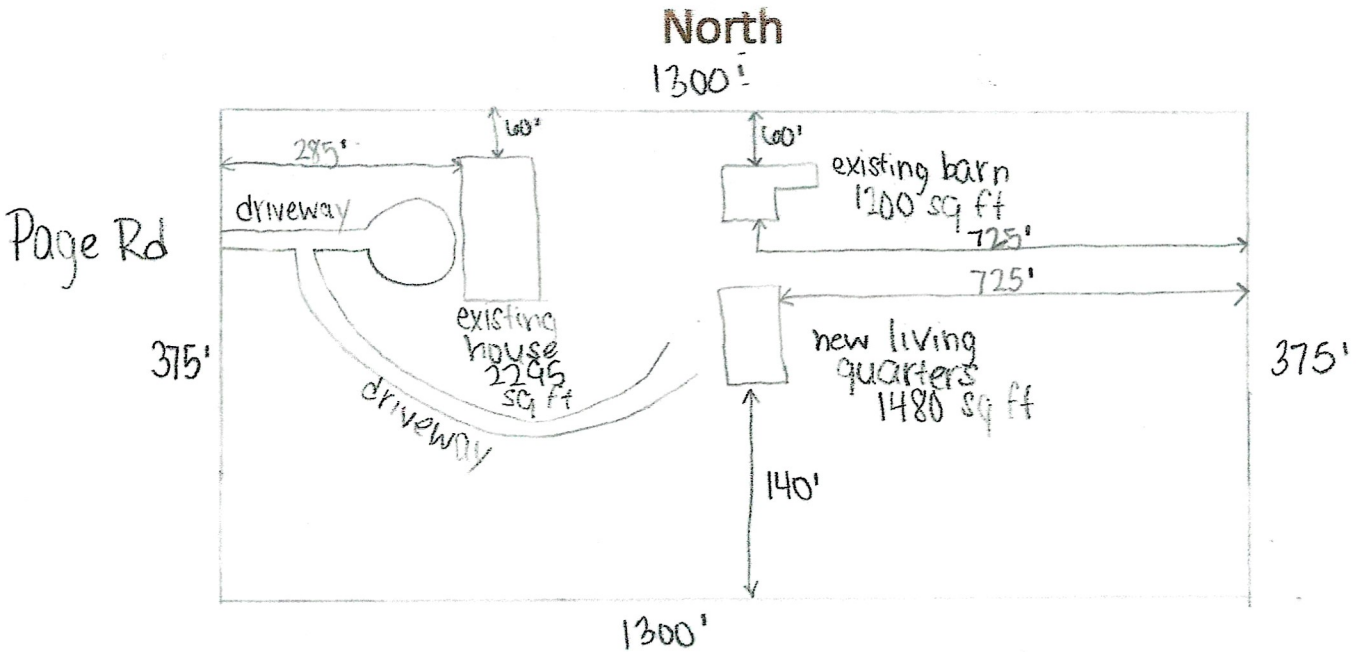 North
1300'
60'
60'
285'
existing barn
1200 sq ft
driveway
Page Rd
725'
725'
existing
house
2295
sq ft
new living
quarters
1480 sq ft
375'
375'
driveway
140'
1300'